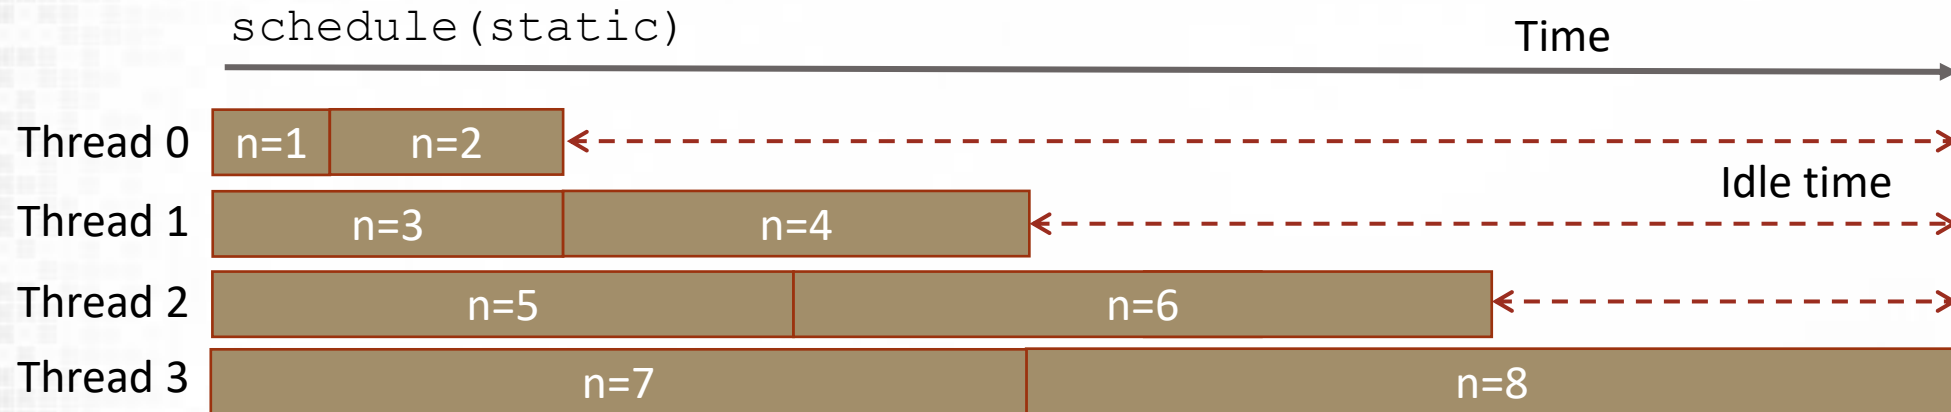 schedule(static)
Time
Thread 0 n=1 n=2
Idle time
Thread 1 n=3 n=4
Thread 2 n=5 n=6
Thread 3 n=7 n=8